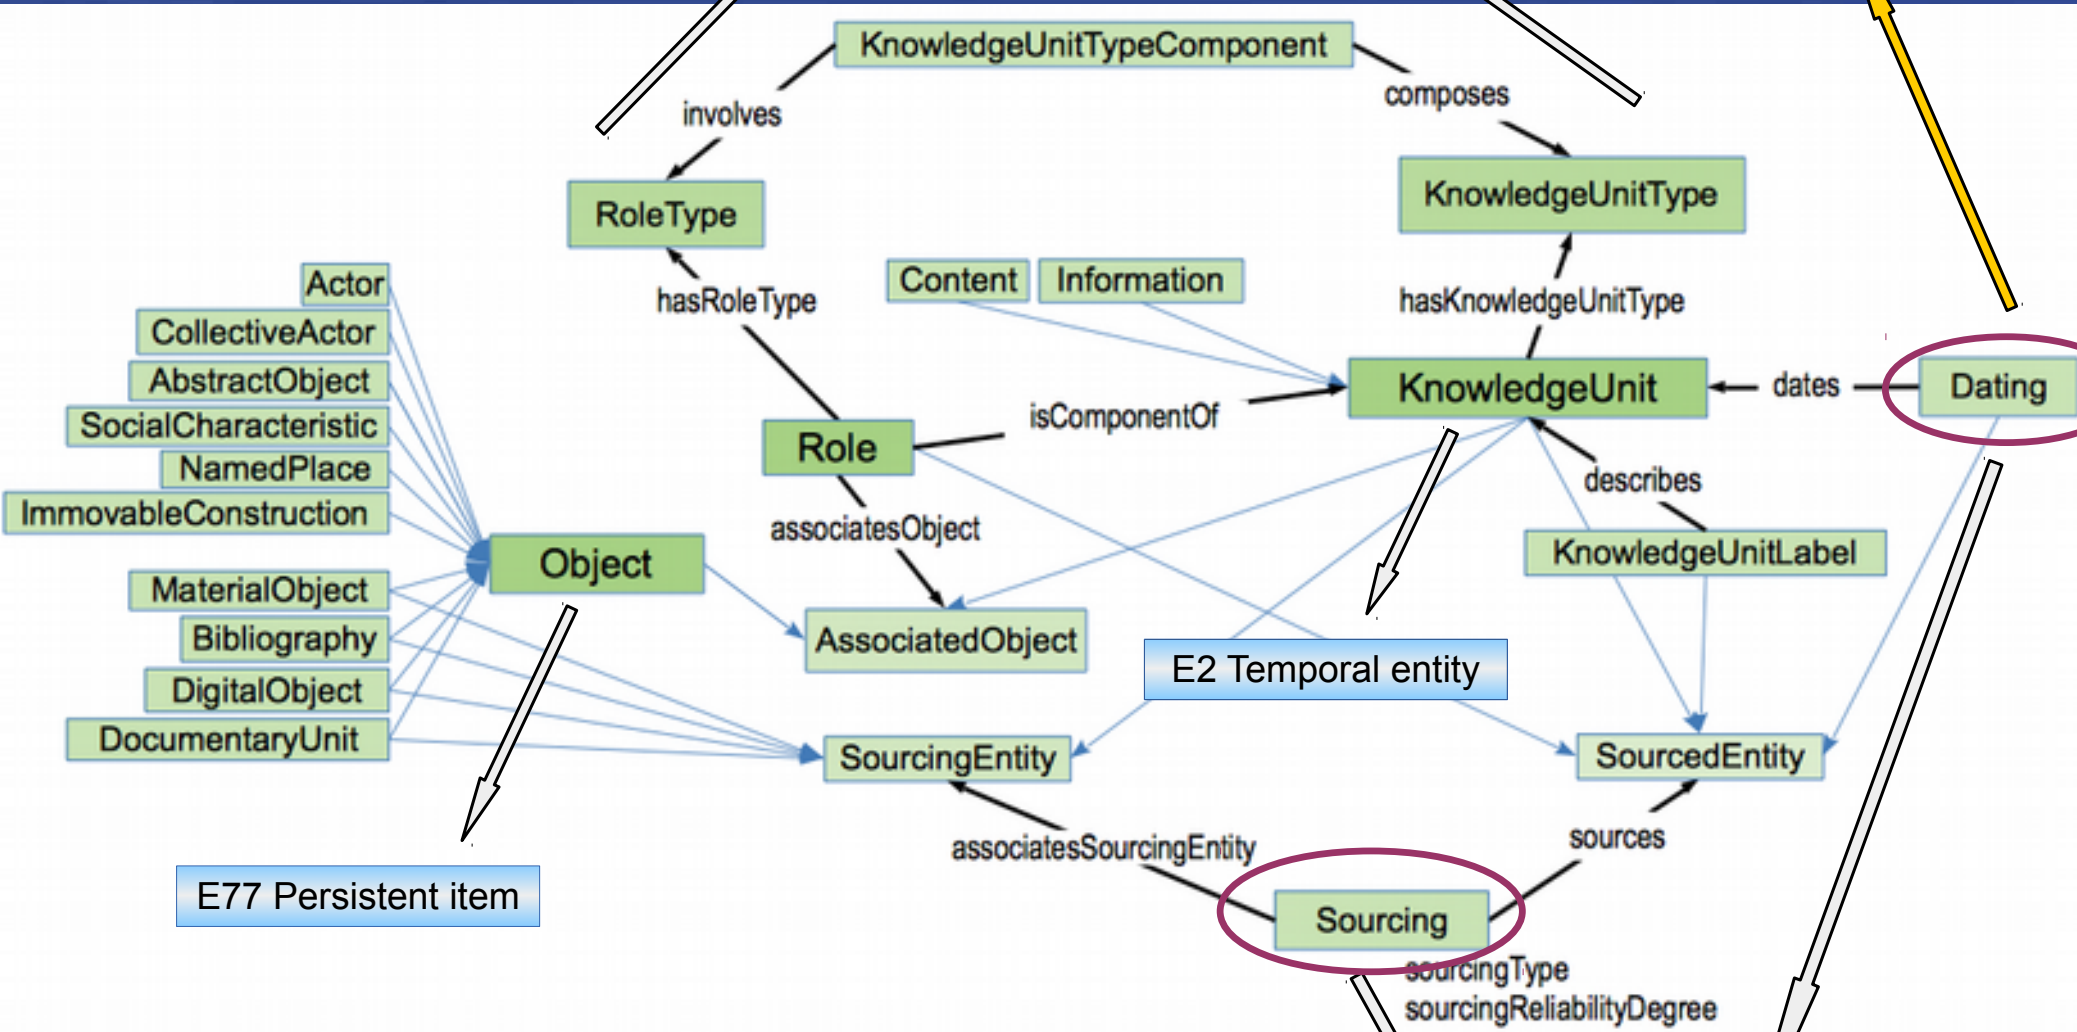 KnowledgeUnitTypeComponent
involves
composes
RoleType
KnowledgeUnitType
Actor
Content
Information
hasRoleType
hasKnowledgeUnitType
CollectiveActor
AbstractObject
KnowledgeUnit
dates
Dating
SocialCharacteristic
isComponentOf
Role
NamedPlace
describes
ImmovableConstruction
associatesObject
KnowledgeUnitLabel
Object
MaterialObject
Bibliography
AssociatedObject
E2 Temporal entity
DigitalObject
DocumentaryUnit
SourcingEntity
SourcedEntity
associatesSourcingEntity
sources
E77 Persistent item
Sourcing
sourcingType
sourcingReliabilityDegree